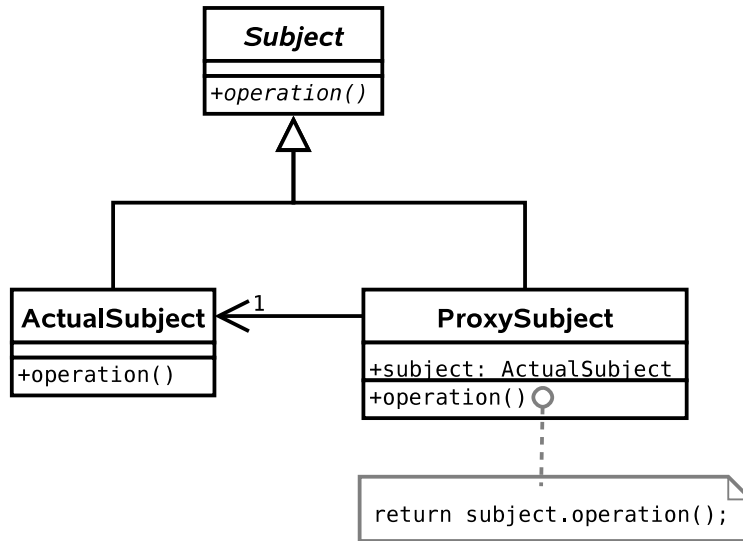 Subject
+operation()
ActualSubject
+operation()
1
ProxySubject
+subject: ActualSubject
+operation()
return subject.operation();